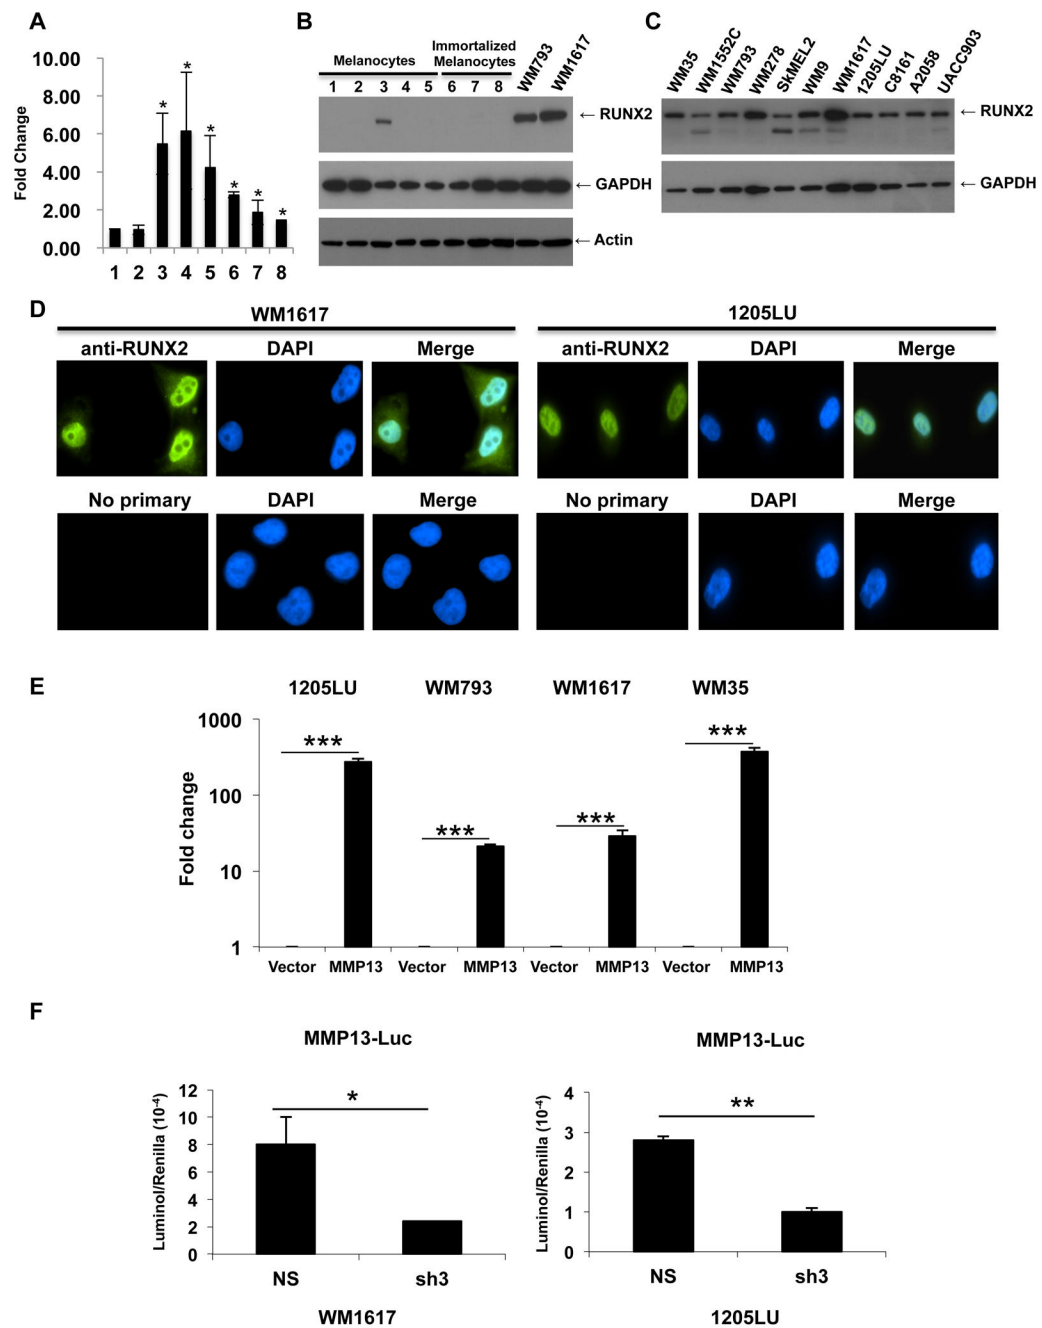 A
10.00
8.00
6.00
4.00
2.00
0.00
Fold Change
* * * * * *
1 2 3 4 5 6 7 8
B
Melanocytes
Immortalized
Melanocytes
WM793
WM1617
1 2 3 4 5 6 7 8
← RUNX2
← GAPDH
← Actin
C
WM35
WM1552C
WM793
WM278
SkMEL2
WM9
WM1617
1205LU
C8161
A2058
UACC903
← RUNX2
← GAPDH
D
WM1617
1205LU
anti-RUNX2 DAPI Merge
anti-RUNX2 DAPI Merge
No primary DAPI Merge
No primary DAPI Merge
E
1205LU WM793 WM1617 WM35
1000
100
10
1
Fold change
*** *** *** ***
Vector MMP13 Vector MMP13 Vector MMP13 Vector MMP13
F
MMP13-Luc
12
10
8
6
4
2
0
Luminol/Renilla (10⁻⁴)
*
NS sh3
WM1617
MMP13-Luc
4
3
2
1
0
Luminol/Renilla (10⁻⁴)
**
NS sh3
1205LU